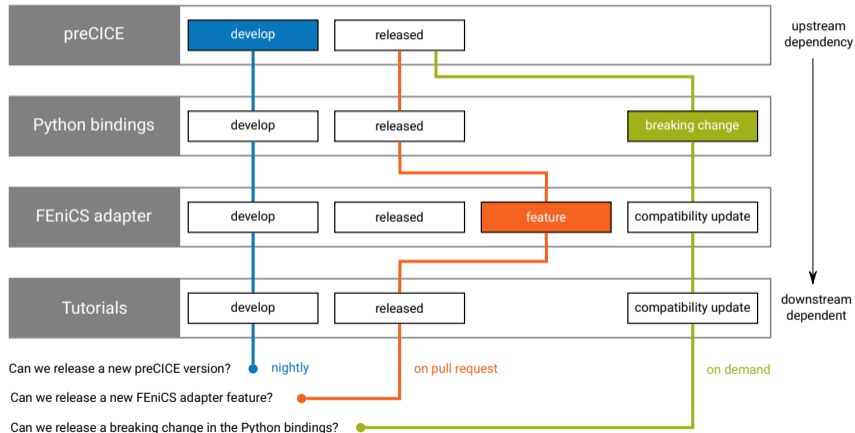 preCICE
develop
released
upstream
dependency
Python bindings
develop
released
breaking change
FEniCS adapter
develop
released
feature
compatibility update
Tutorials
develop
released
compatibility update
downstream
dependent
Can we release a new preCICE version?
nightly
on pull request
on demand
Can we release a new FEniCS adapter feature?
Can we release a breaking change in the Python bindings?